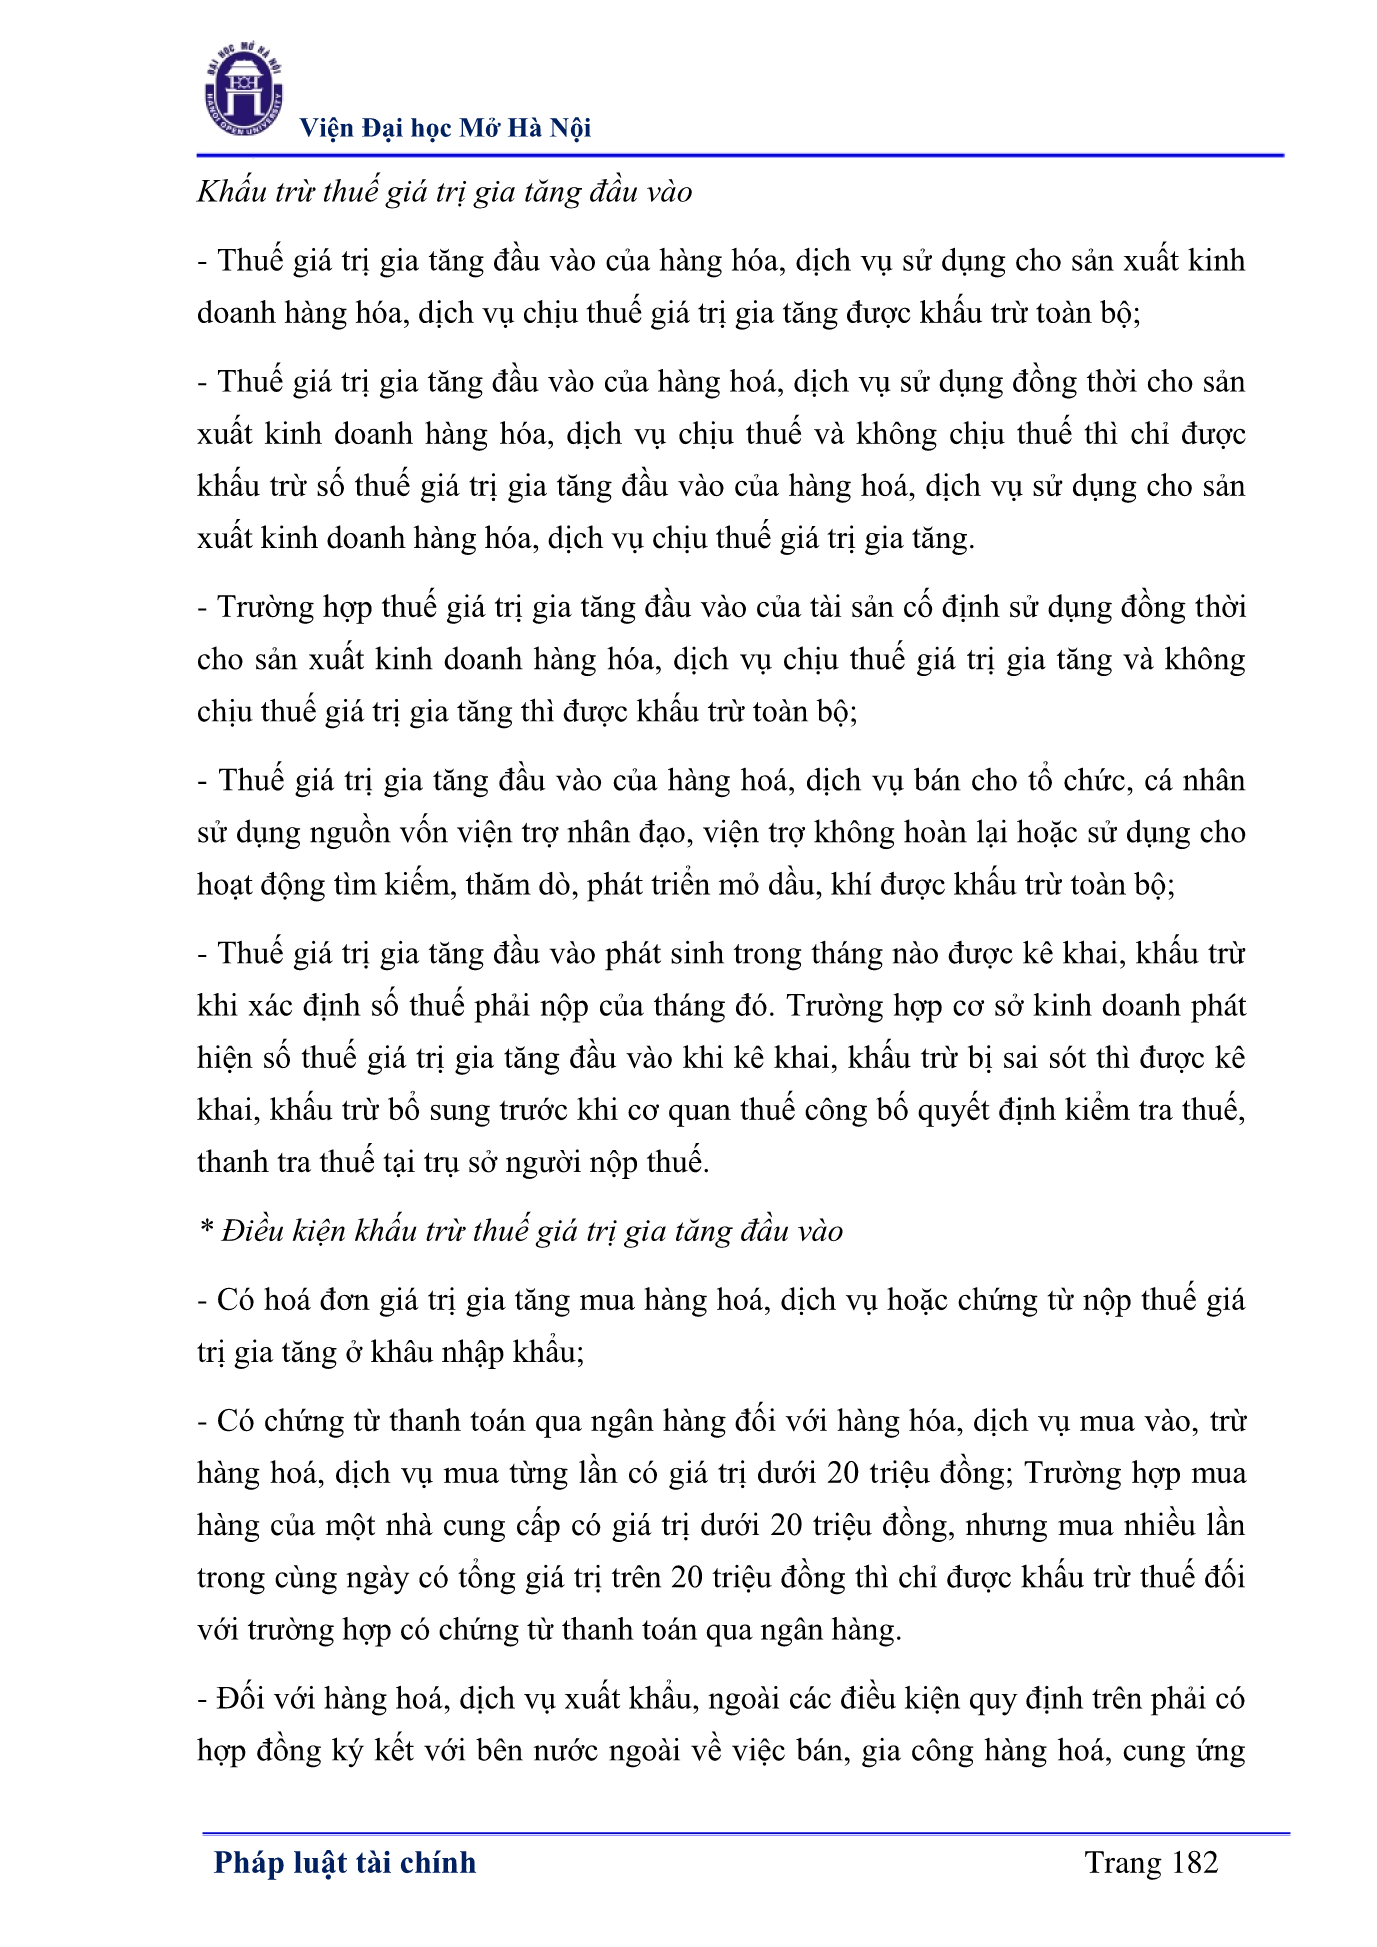 ĐẠI HỌC MỞ HÀ NỘI
HANOI OPEN UNIVERSITY
Viện Đại học Mở Hà Nội
Khấu trừ thuế giá trị gia tăng đầu vào
- Thuế giá trị gia tăng đầu vào của hàng hóa, dịch vụ sử dụng cho sản xuất kinh
doanh hàng hóa, dịch vụ chịu thuế giá trị gia tăng được khấu trừ toàn bộ;
- Thuế giá trị gia tăng đầu vào của hàng hoá, dịch vụ sử dụng đồng thời cho sản
xuất kinh doanh hàng hóa, dịch vụ chịu thuế và không chịu thuế thì chỉ được
khấu trừ số thuế giá trị gia tăng đầu vào của hàng hoá, dịch vụ sử dụng cho sản
xuất kinh doanh hàng hóa, dịch vụ chịu thuế giá trị gia tăng.
- Trường hợp thuế giá trị gia tăng đầu vào của tài sản cố định sử dụng đồng thời
cho sản xuất kinh doanh hàng hóa, dịch vụ chịu thuế giá trị gia tăng và không
chịu thuế giá trị gia tăng thì được khấu trừ toàn bộ;
- Thuế giá trị gia tăng đầu vào của hàng hoá, dịch vụ bán cho tổ chức, cá nhân
sử dụng nguồn vốn viện trợ nhân đạo, viện trợ không hoàn lại hoặc sử dụng cho
hoạt động tìm kiếm, thăm dò, phát triển mỏ dầu, khí được khấu trừ toàn bộ;
- Thuế giá trị gia tăng đầu vào phát sinh trong tháng nào được kê khai, khấu trừ
khi xác định số thuế phải nộp của tháng đó. Trường hợp cơ sở kinh doanh phát
hiện số thuế giá trị gia tăng đầu vào khi kê khai, khấu trừ bị sai sót thì được kê
khai, khấu trừ bổ sung trước khi cơ quan thuế công bố quyết định kiểm tra thuế,
thanh tra thuế tại trụ sở người nộp thuế.
* Điều kiện khấu trừ thuế giá trị gia tăng đầu vào
- Có hoá đơn giá trị gia tăng mua hàng hoá, dịch vụ hoặc chứng từ nộp thuế giá
trị gia tăng ở khâu nhập khẩu;
- Có chứng từ thanh toán qua ngân hàng đối với hàng hóa, dịch vụ mua vào, trừ
hàng hoá, dịch vụ mua từng lần có giá trị dưới 20 triệu đồng; Trường hợp mua
hàng của một nhà cung cấp có giá trị dưới 20 triệu đồng, nhưng mua nhiều lần
trong cùng ngày có tổng giá trị trên 20 triệu đồng thì chỉ được khấu trừ thuế đối
với trường hợp có chứng từ thanh toán qua ngân hàng.
- Đối với hàng hoá, dịch vụ xuất khẩu, ngoài các điều kiện quy định trên phải có
hợp đồng ký kết với bên nước ngoài về việc bán, gia công hàng hoá, cung ứng
Pháp luật tài chính
Trang 182